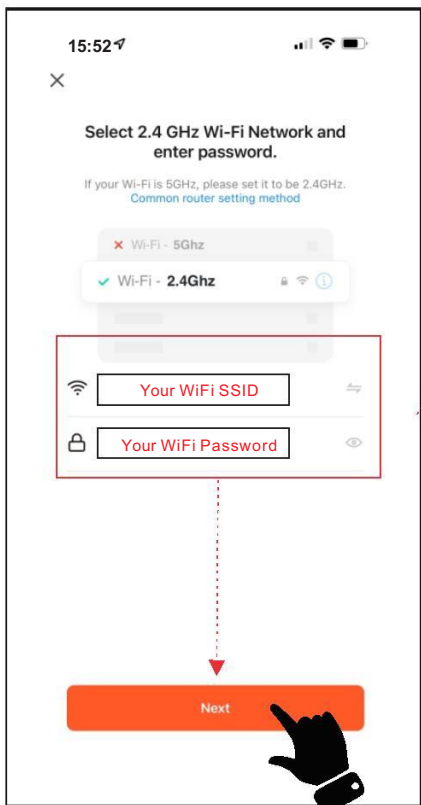 15:52
Select 2.4 GHz Wi-Fi Network and
enter password.
If your Wi-Fi is 5GHz, please set it to be 2.4GHz.
Common router setting method
Wi-Fi - 5Ghz
Wi-Fi - 2.4Ghz
Your WiFi SSID
Your WiFi Password
Next